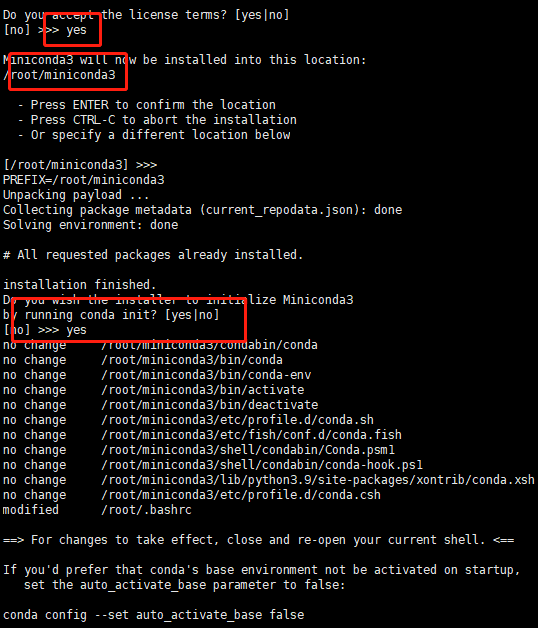 Do you accept the license terms? [yes|no]
[no] >>> yes
Miniconda3 will now be installed into this location:
/root/miniconda3
- Press ENTER to confirm the location
- Press CTRL-C to abort the installation
- Or specify a different location below
[/root/miniconda3] >>>
PREFIX=/root/miniconda3
Unpacking payload ...
Collecting package metadata (current_repodata.json): done
Solving environment: done
# All requested packages already installed.
installation finished.
Do you wish the installer to initialize Miniconda3
by running conda init? [yes|no]
[no] >>> yes
no change     /root/miniconda3/condabin/conda
no change     /root/miniconda3/bin/conda
no change     /root/miniconda3/bin/conda-env
no change     /root/miniconda3/bin/activate
no change     /root/miniconda3/bin/deactivate
no change     /root/miniconda3/etc/profile.d/conda.sh
no change     /root/miniconda3/etc/fish/conf.d/conda.fish
no change     /root/miniconda3/shell/condabin/Conda.psm1
no change     /root/miniconda3/shell/condabin/conda-hook.ps1
no change     /root/miniconda3/lib/python3.9/site-packages/xontrib/conda.xsh
no change     /root/miniconda3/etc/profile.d/conda.csh
modified      /root/.bashrc
==> For changes to take effect, close and re-open your current shell. <==
If you'd prefer that conda's base environment not be activated on startup,
set the auto_activate_base parameter to false:
conda config --set auto_activate_base false